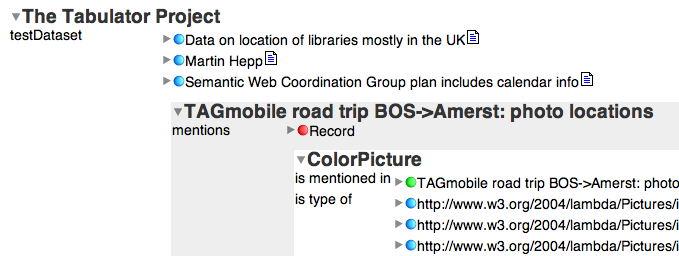 The Tabulator Project
testDataset Data on location of libraries mostly in the UK
Martin Hepp
Semantic Web Coordination Group plan includes calendar info
TAGmobile road trip BOS->Amerst: photo locations
mentions Record
ColorPicture
is mentioned in TAGmobile road trip BOS->Amerst: photo
is type of http://www.w3.org/2004/lambda/Pictures/i
http://www.w3.org/2004/lambda/Pictures/i
http://www.w3.org/2004/lambda/Pictures/i